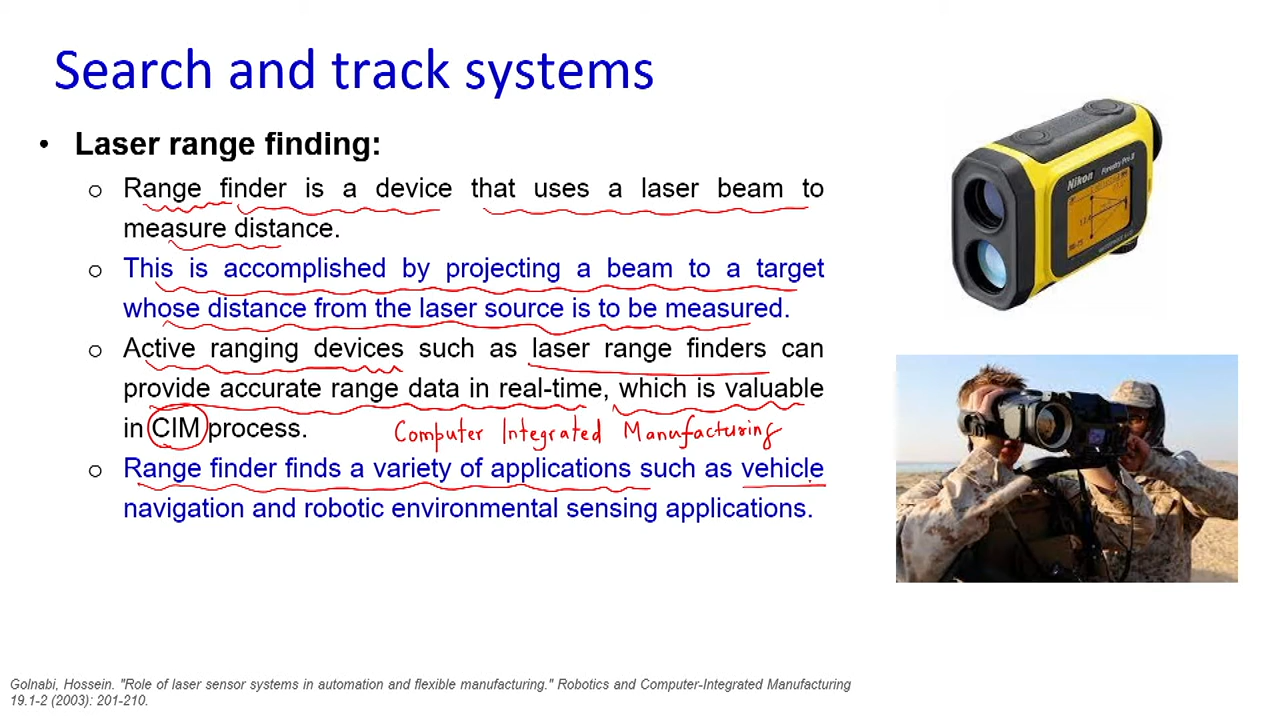 Search and track systems
• Laser range finding:
o Range finder is a device that uses a laser beam to
measure distance.
o This is accomplished by projecting a beam to a target
whose distance from the laser source is to be measured.
o Active ranging devices such as laser range finders can
provide accurate range data in real-time, which is valuable
in CIM process.
Computer Integrated Manufacturing
o Range finder finds a variety of applications such as vehicle
navigation and robotic environmental sensing applications.
Nikon
Forestry Pro II
Golnabi, Hossein. "Role of laser sensor systems in automation and flexible manufacturing." Robotics and Computer-Integrated Manufacturing
19.1-2 (2003): 201-210.